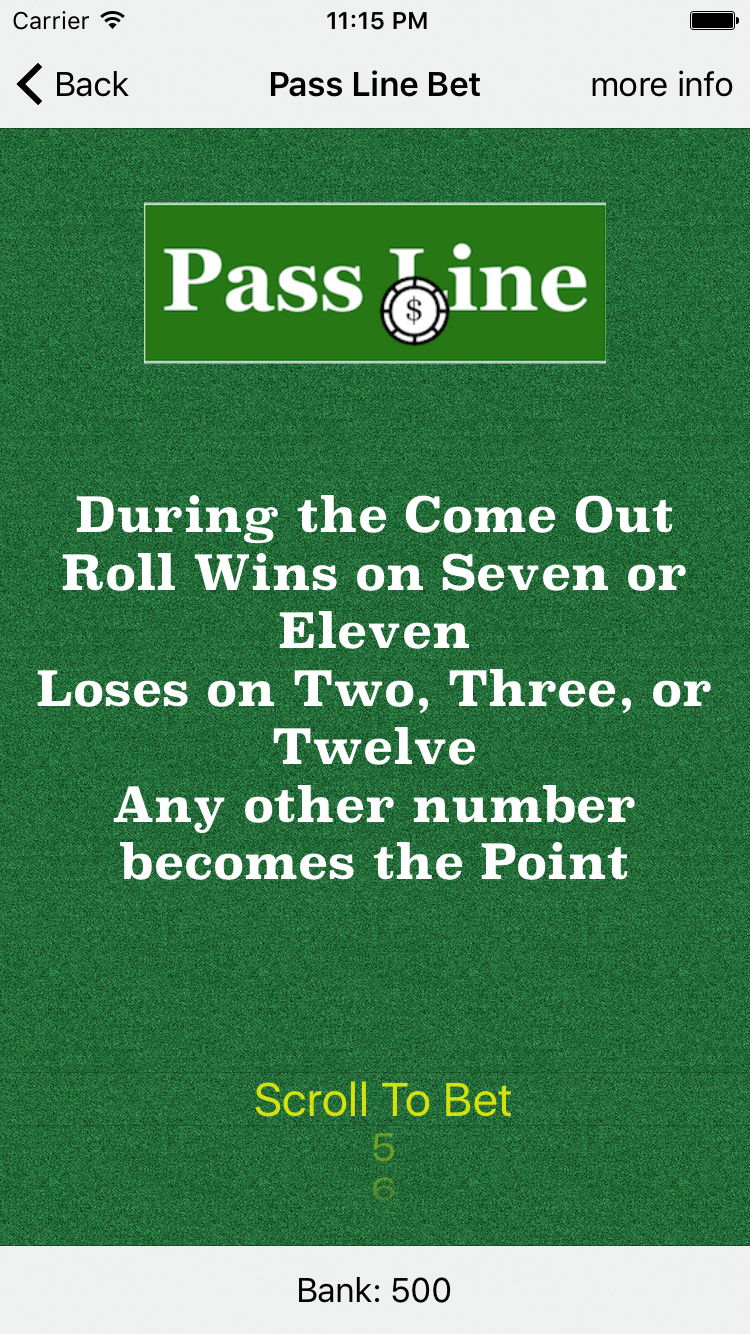 Carrier 11:15 PM
Back Pass Line Bet more info
Pass Line
$
During the Come Out
Roll Wins on Seven or
Eleven
Loses on Two, Three, or
Twelve
Any other number
becomes the Point
Scroll To Bet
5
6
Bank: 500